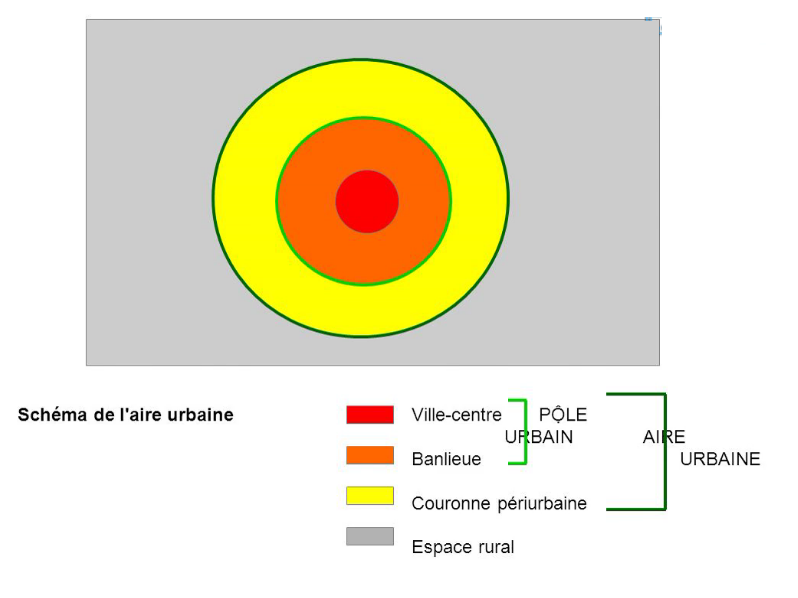 Schéma de l'aire urbaine
Ville-centre
PÔLE
URBAIN
AIRE
URBAINE
Banlieue
Couronne périurbaine
Espace rural